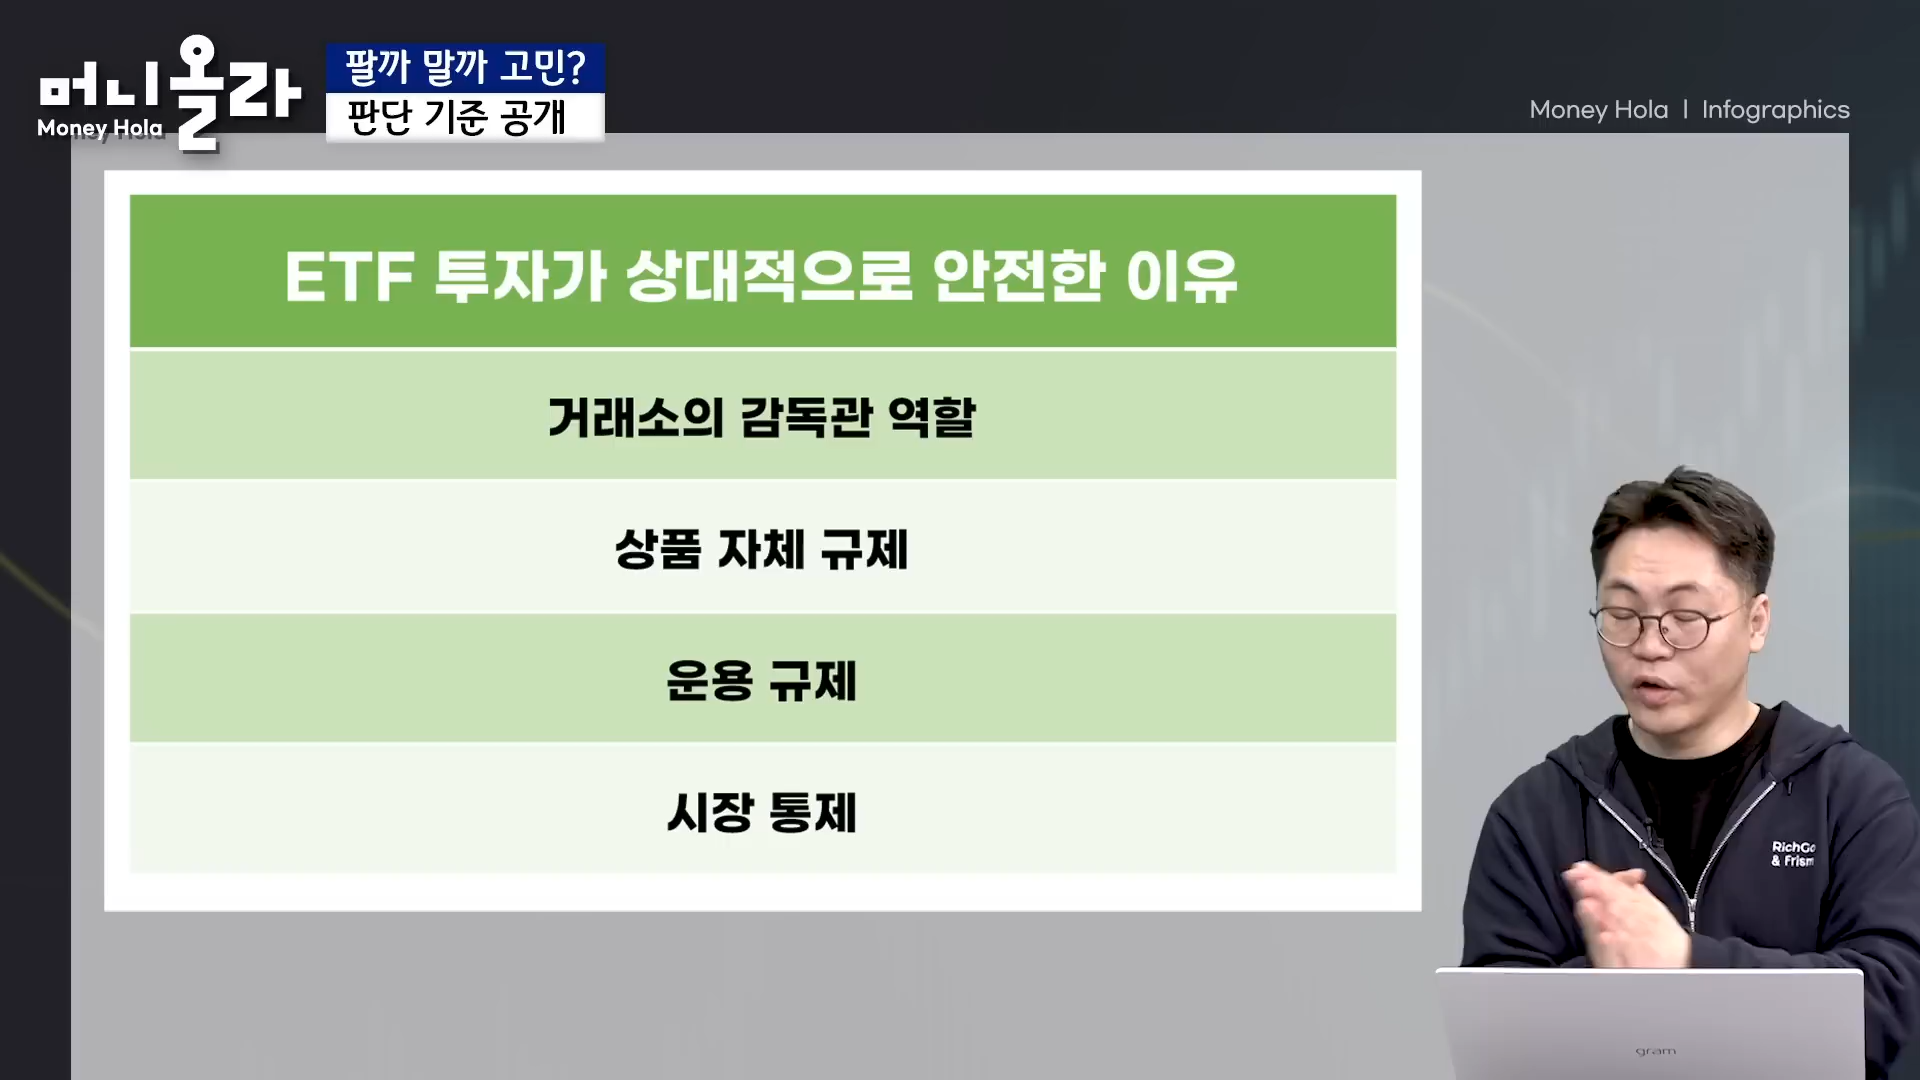 머니올라
Money Hola
팔까 말까 고민?
판단 기준 공개
Money Hola | Infographics
ETF 투자가 상대적으로 안전한 이유
거래소의 감독관 역할
상품 자체 규제
운용 규제
시장 통제
RichGo
& Frism
gram